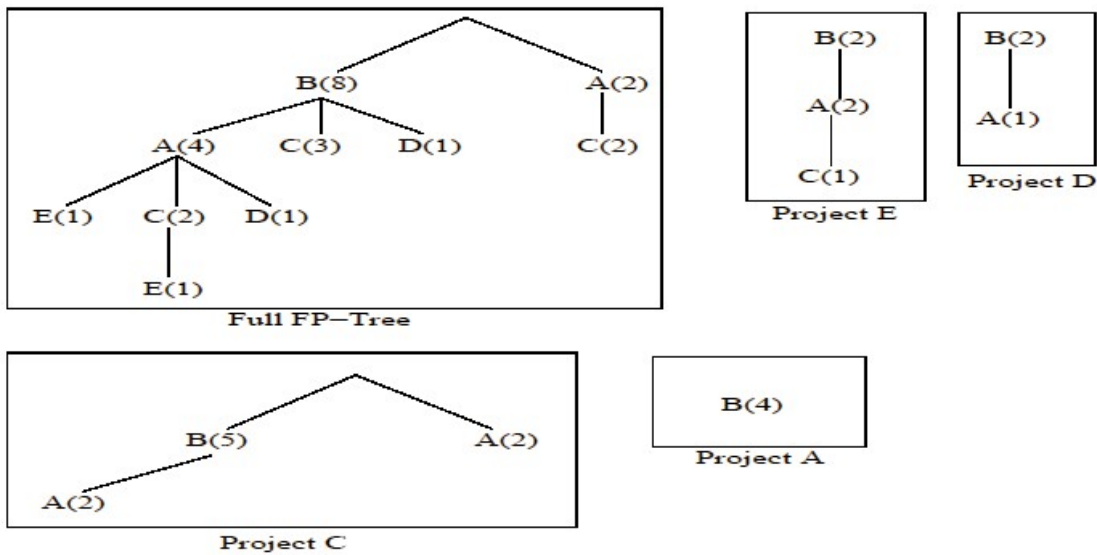 B(8) A(2)
A(4) C(3) D(1) C(2)
E(1) C(2) D(1)
E(1)
Full FP-Tree
B(2)
A(2)
C(1)
Project E
B(2)
A(1)
Project D
B(5) A(2)
A(2)
Project C
B(4)
Project A